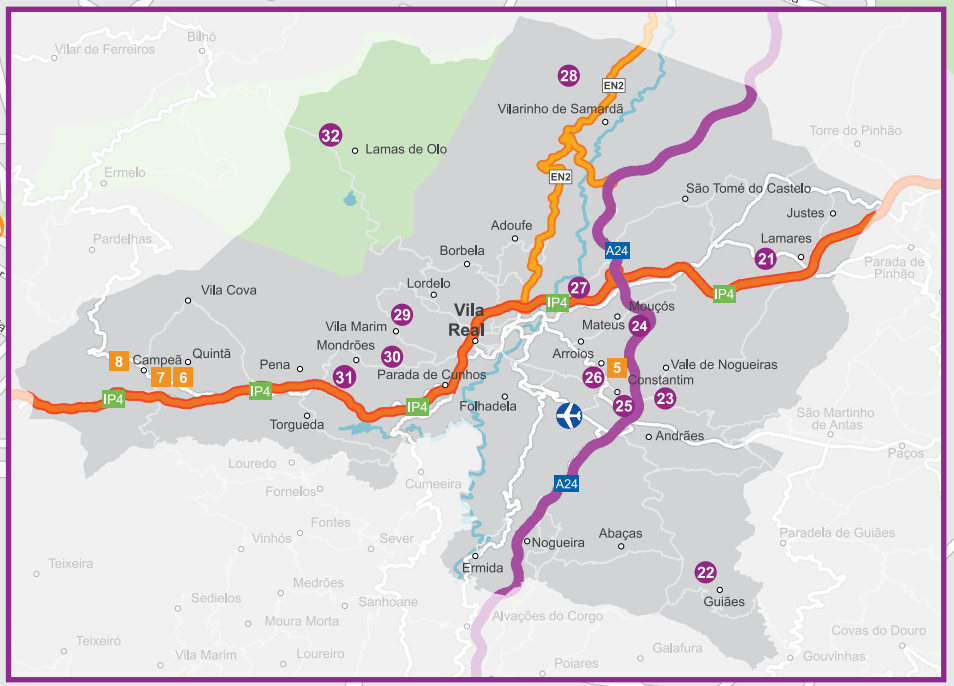 Bilhó
Vilar de Ferreiros
28
EN2
Vilarinho de Samardã
32
Lamas de Olo
Torre do Pinhão
Ermelo
EN2
São Tomé do Castelo
Justes
Adoufe
Pardelhas
Borbela
A24
Lamares
21
Parada de
Pinhão
Lordelo
27
Vila Cova
IP4
IP4
Vila
Real
29
Mouçós
Mateus
24
Vila Marim
Mondrões
30
Arroios
8
Campeã
Quintã
Pena
5
Vale de Nogueiras
7
6
31
Parada de Cunhos
26
Constantim
IP4
IP4
IP4
Folhadela
25
23
Torgueda
São Martinho
de Antas
Andrães
Paços
Louredo
Cumeeira
A24
Fornelos
Fontes
Vinhós
Sever
Nogueira
Abaças
Paradela de Guiães
Teixeira
Ermida
22
Medrões
Guiães
Sedielos
Sanhoane
Alvações do Corgo
Moura Morta
Covas do Douro
Teixeiró
Galafura
Vila Marim
Loureiro
Poiares
Gouvinhas